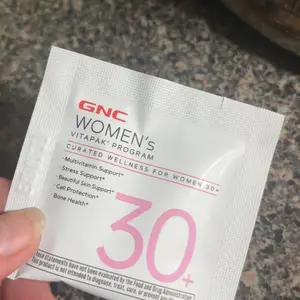 GNC
WOMEN's
VITAPAK® PROGRAM
CURATED WELLNESS FOR WOMEN 30+
•Multivitamin Support*
•Stress Support*
•Beautiful Skin Support*
•Cell Protection*
•Bone Health*
30+
*These statements have not been evaluated by the Food and Drug Administration.
This product is not intended to diagnose, treat, cure, or prevent any